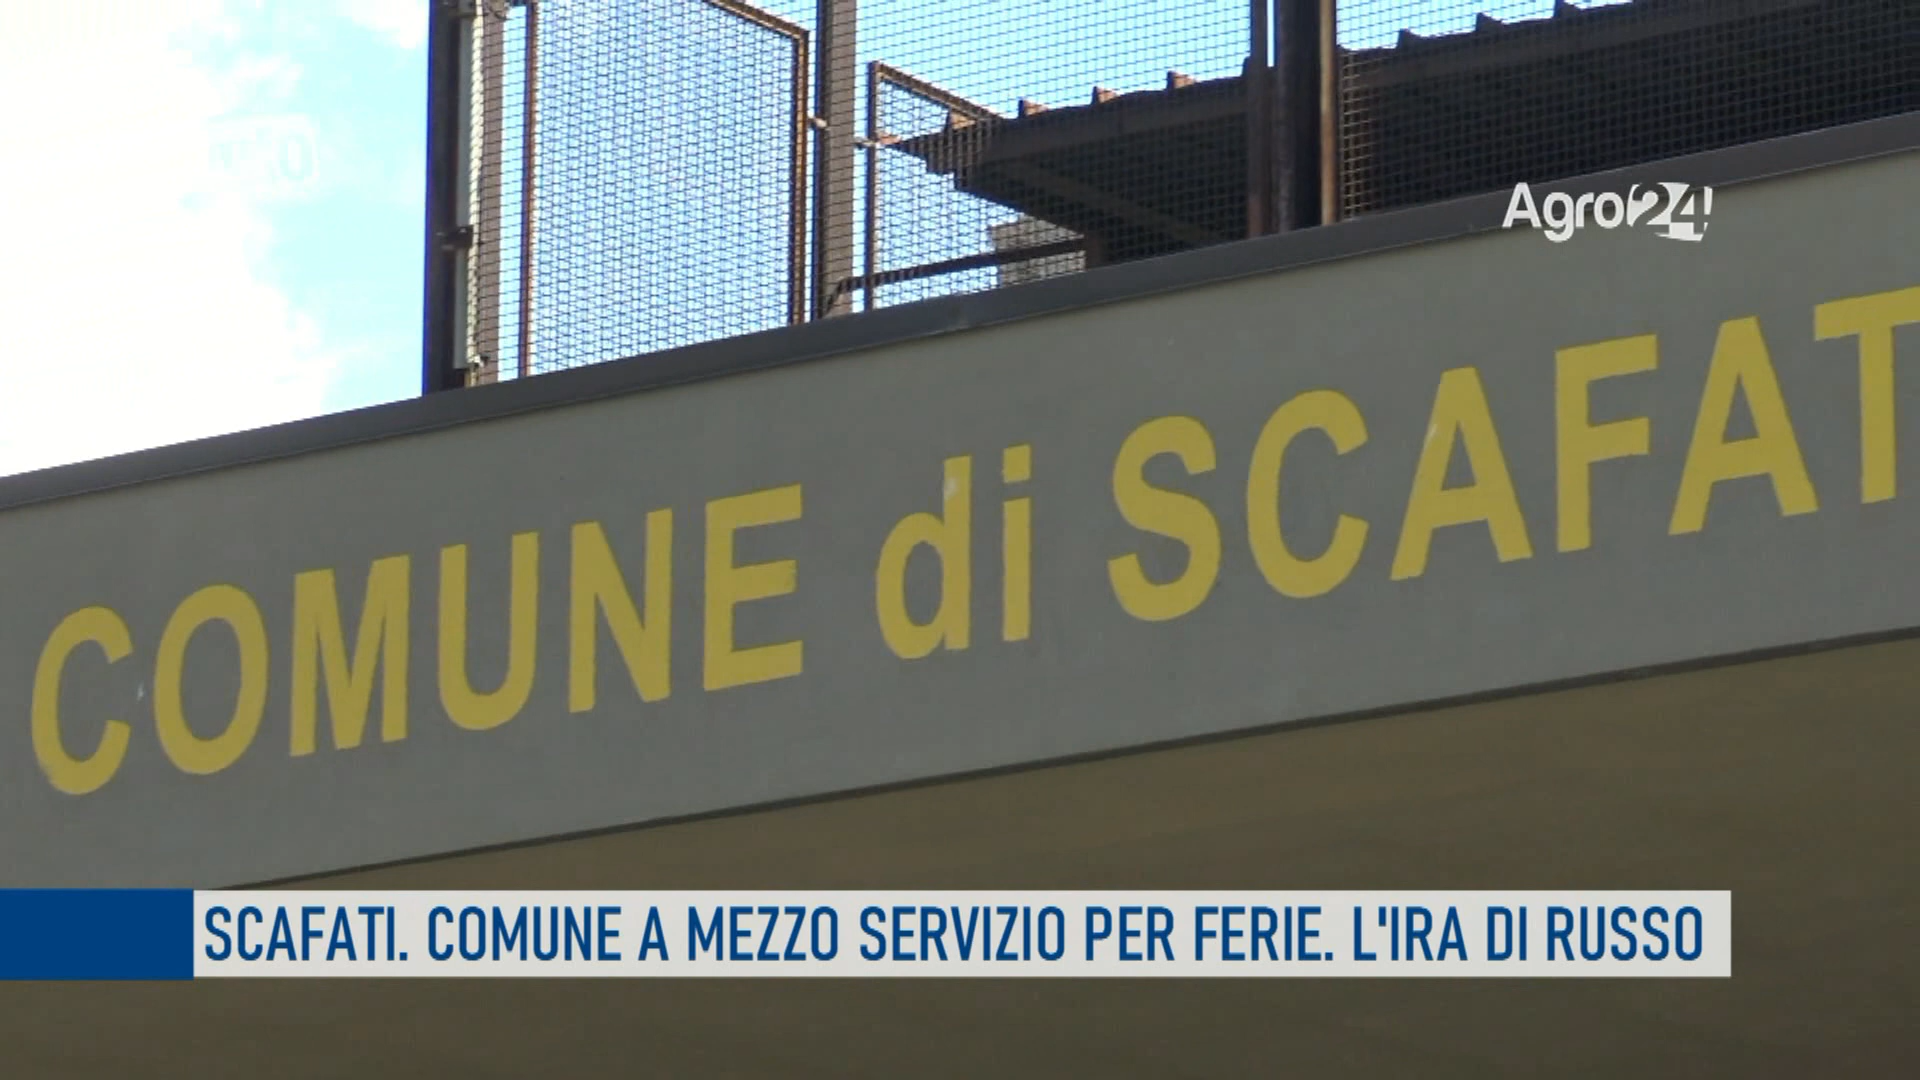 Agro24
COMUNE di SCAFAT
SCAFATI. COMUNE A MEZZO SERVIZIO PER FERIE. L'IRA DI RUSSO